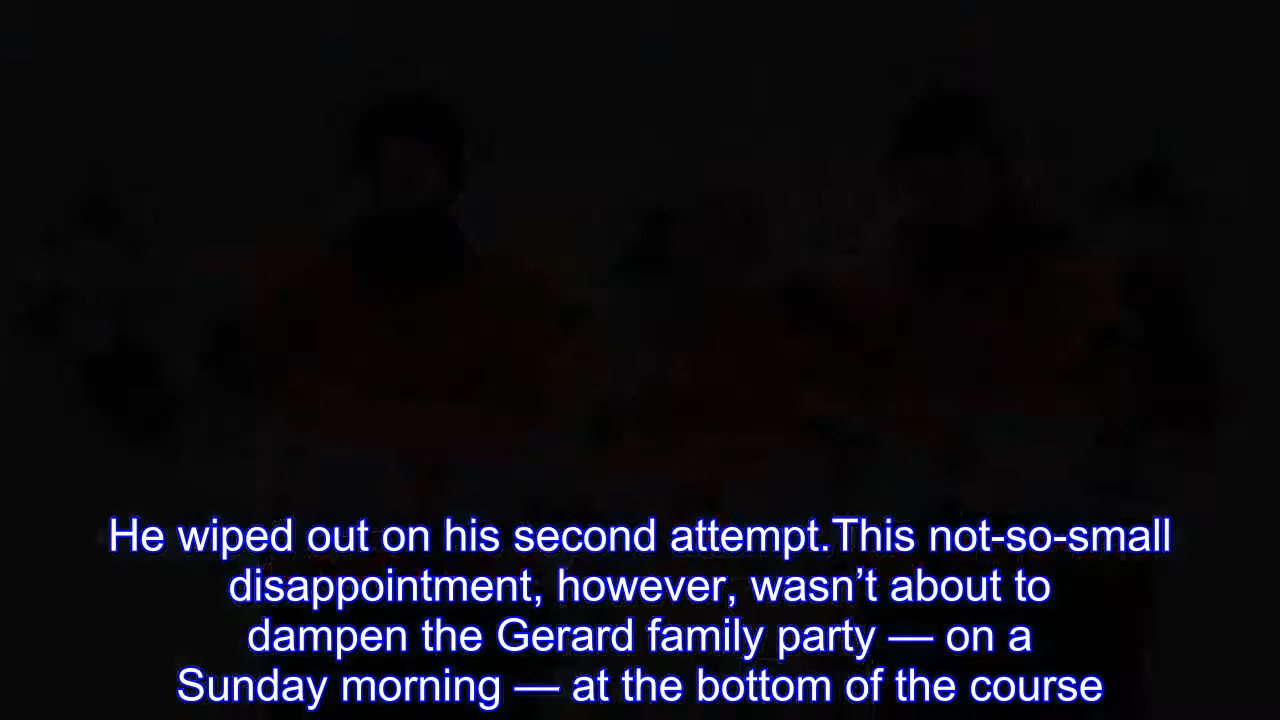 He wiped out on his second attempt.This not-so-small
disappointment, however, wasn’t about to
dampen the Gerard family party — on a
Sunday morning — at the bottom of the course